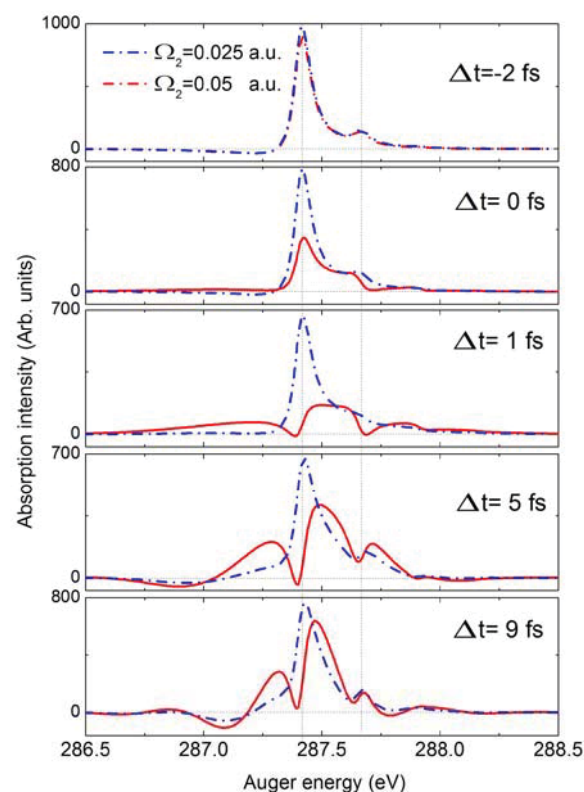 1000
Ω₂=0.025 a.u.
Ω₂=0.05 a.u.
Δt=-2 fs
0
800
Δt= 0 fs
0
700
Δt= 1 fs
0
700
Δt= 5 fs
0
800
Δt= 9 fs
0
286.5 287.0 287.5 288.0 288.5
Auger energy (eV)
Absorption intensity (Arb. units)